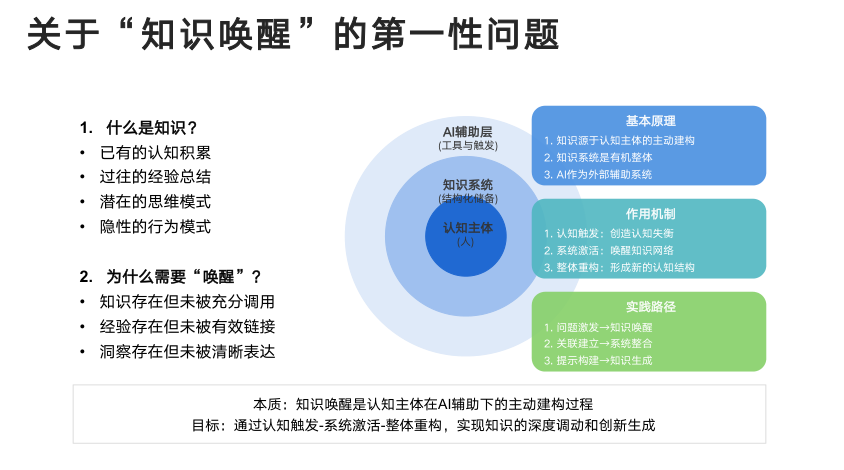 关于“知识唤醒”的第一性问题
1. 什么是知识？
• 已有的认知积累
• 过往的经验总结
• 潜在的思维模式
• 隐性的行为模式
2. 为什么需要“唤醒”？
• 知识存在但未被充分调用
• 经验存在但未被有效链接
• 洞察存在但未被清晰表达
AI辅助层
(工具与触发)
知识系统
(结构化储备)
认知主体
(人)
基本原理
1. 知识源于认知主体的主动建构
2. 知识系统是有机整体
3. AI作为外部辅助系统
作用机制
1. 认知触发：创造认知失衡
2. 系统激活：唤醒知识网络
3. 整体重构：形成新的认知结构
实践路径
1. 问题激发→知识唤醒
2. 关联建立→系统整合
3. 提示构建→知识生成
本质：知识唤醒是认知主体在AI辅助下的主动建构过程
目标：通过认知触发-系统激活-整体重构，实现知识的深度调动和创新生成